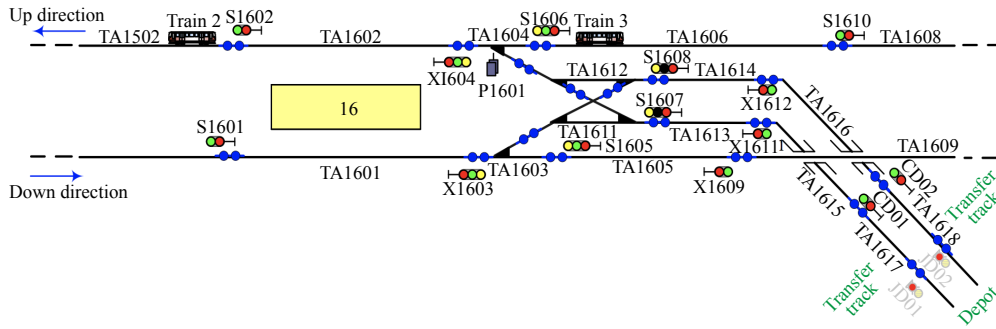 Up direction
Train 2
S1602
S1606
Train 3
S1610
TA1502
TA1602
TA1604
TA1606
TA1608
XI604
P1601
S1608
TA1612
TA1614
X1612
TA1616
16
S1601
S1607
TA1611
TA1613
X1611
S1605
TA1601
X1603
TA1603
TA1605
X1609
TA1609
Down direction
TA1615
CD01
CD02
TA1617
TA1618
Transfer
track
Transfer
track
JD01
JD02
Depot